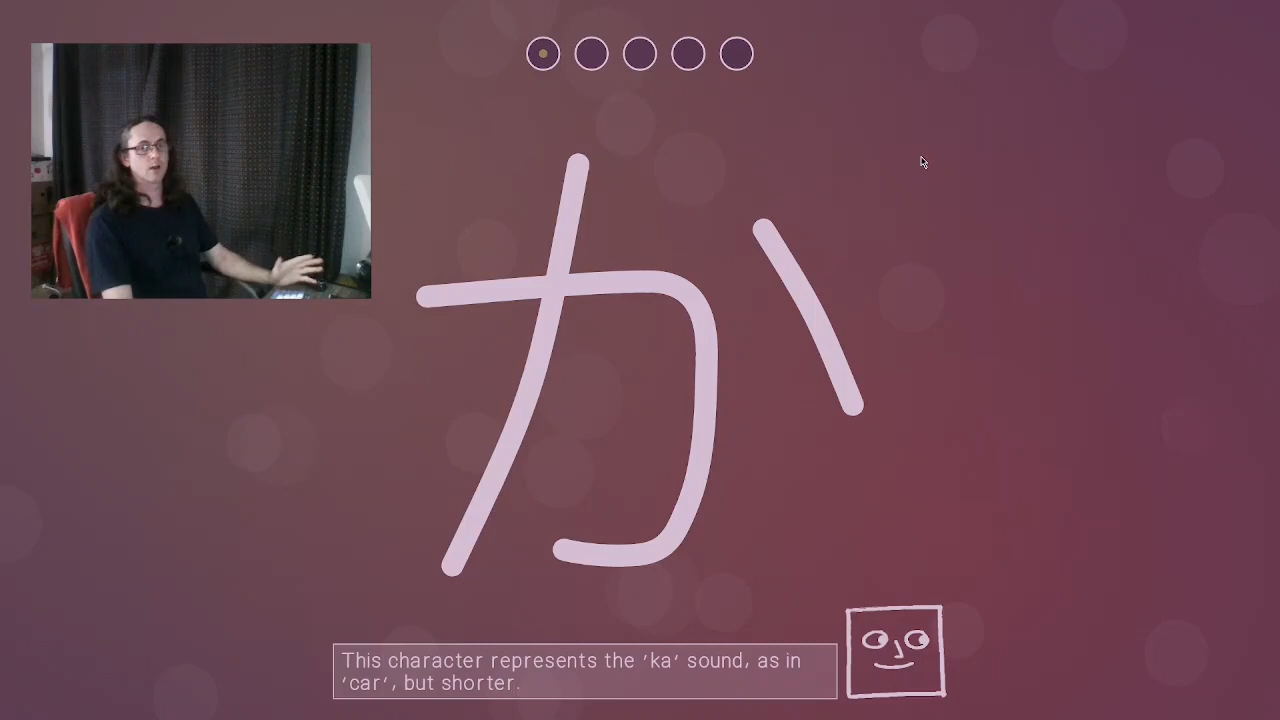 か
This character represents the 'ka' sound, as in
'car', but shorter.